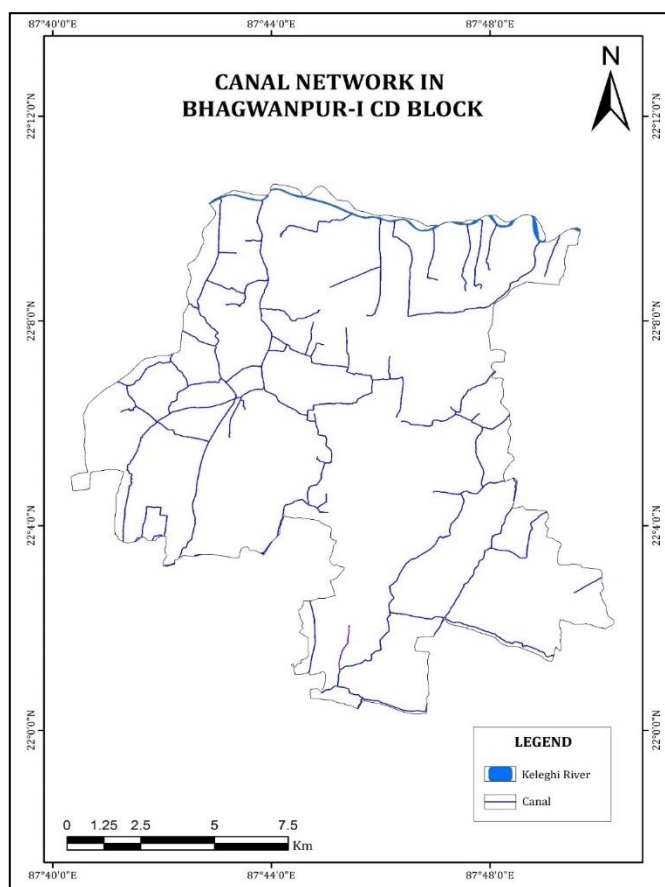 87°40'0"E
87°44'0"E
87°48'0"E
N
CANAL NETWORK IN
BHAGWANPUR-I CD BLOCK
22°12'0"N
22°12'0"N
22°8'0"N
22°8'0"N
22°4'0"N
22°4'0"N
22°0'0"N
22°0'0"N
LEGEND
Keleghi River
Canal
0 1.25 2.5 5 7.5
Km
87°40'0"E
87°44'0"E
87°48'0"E